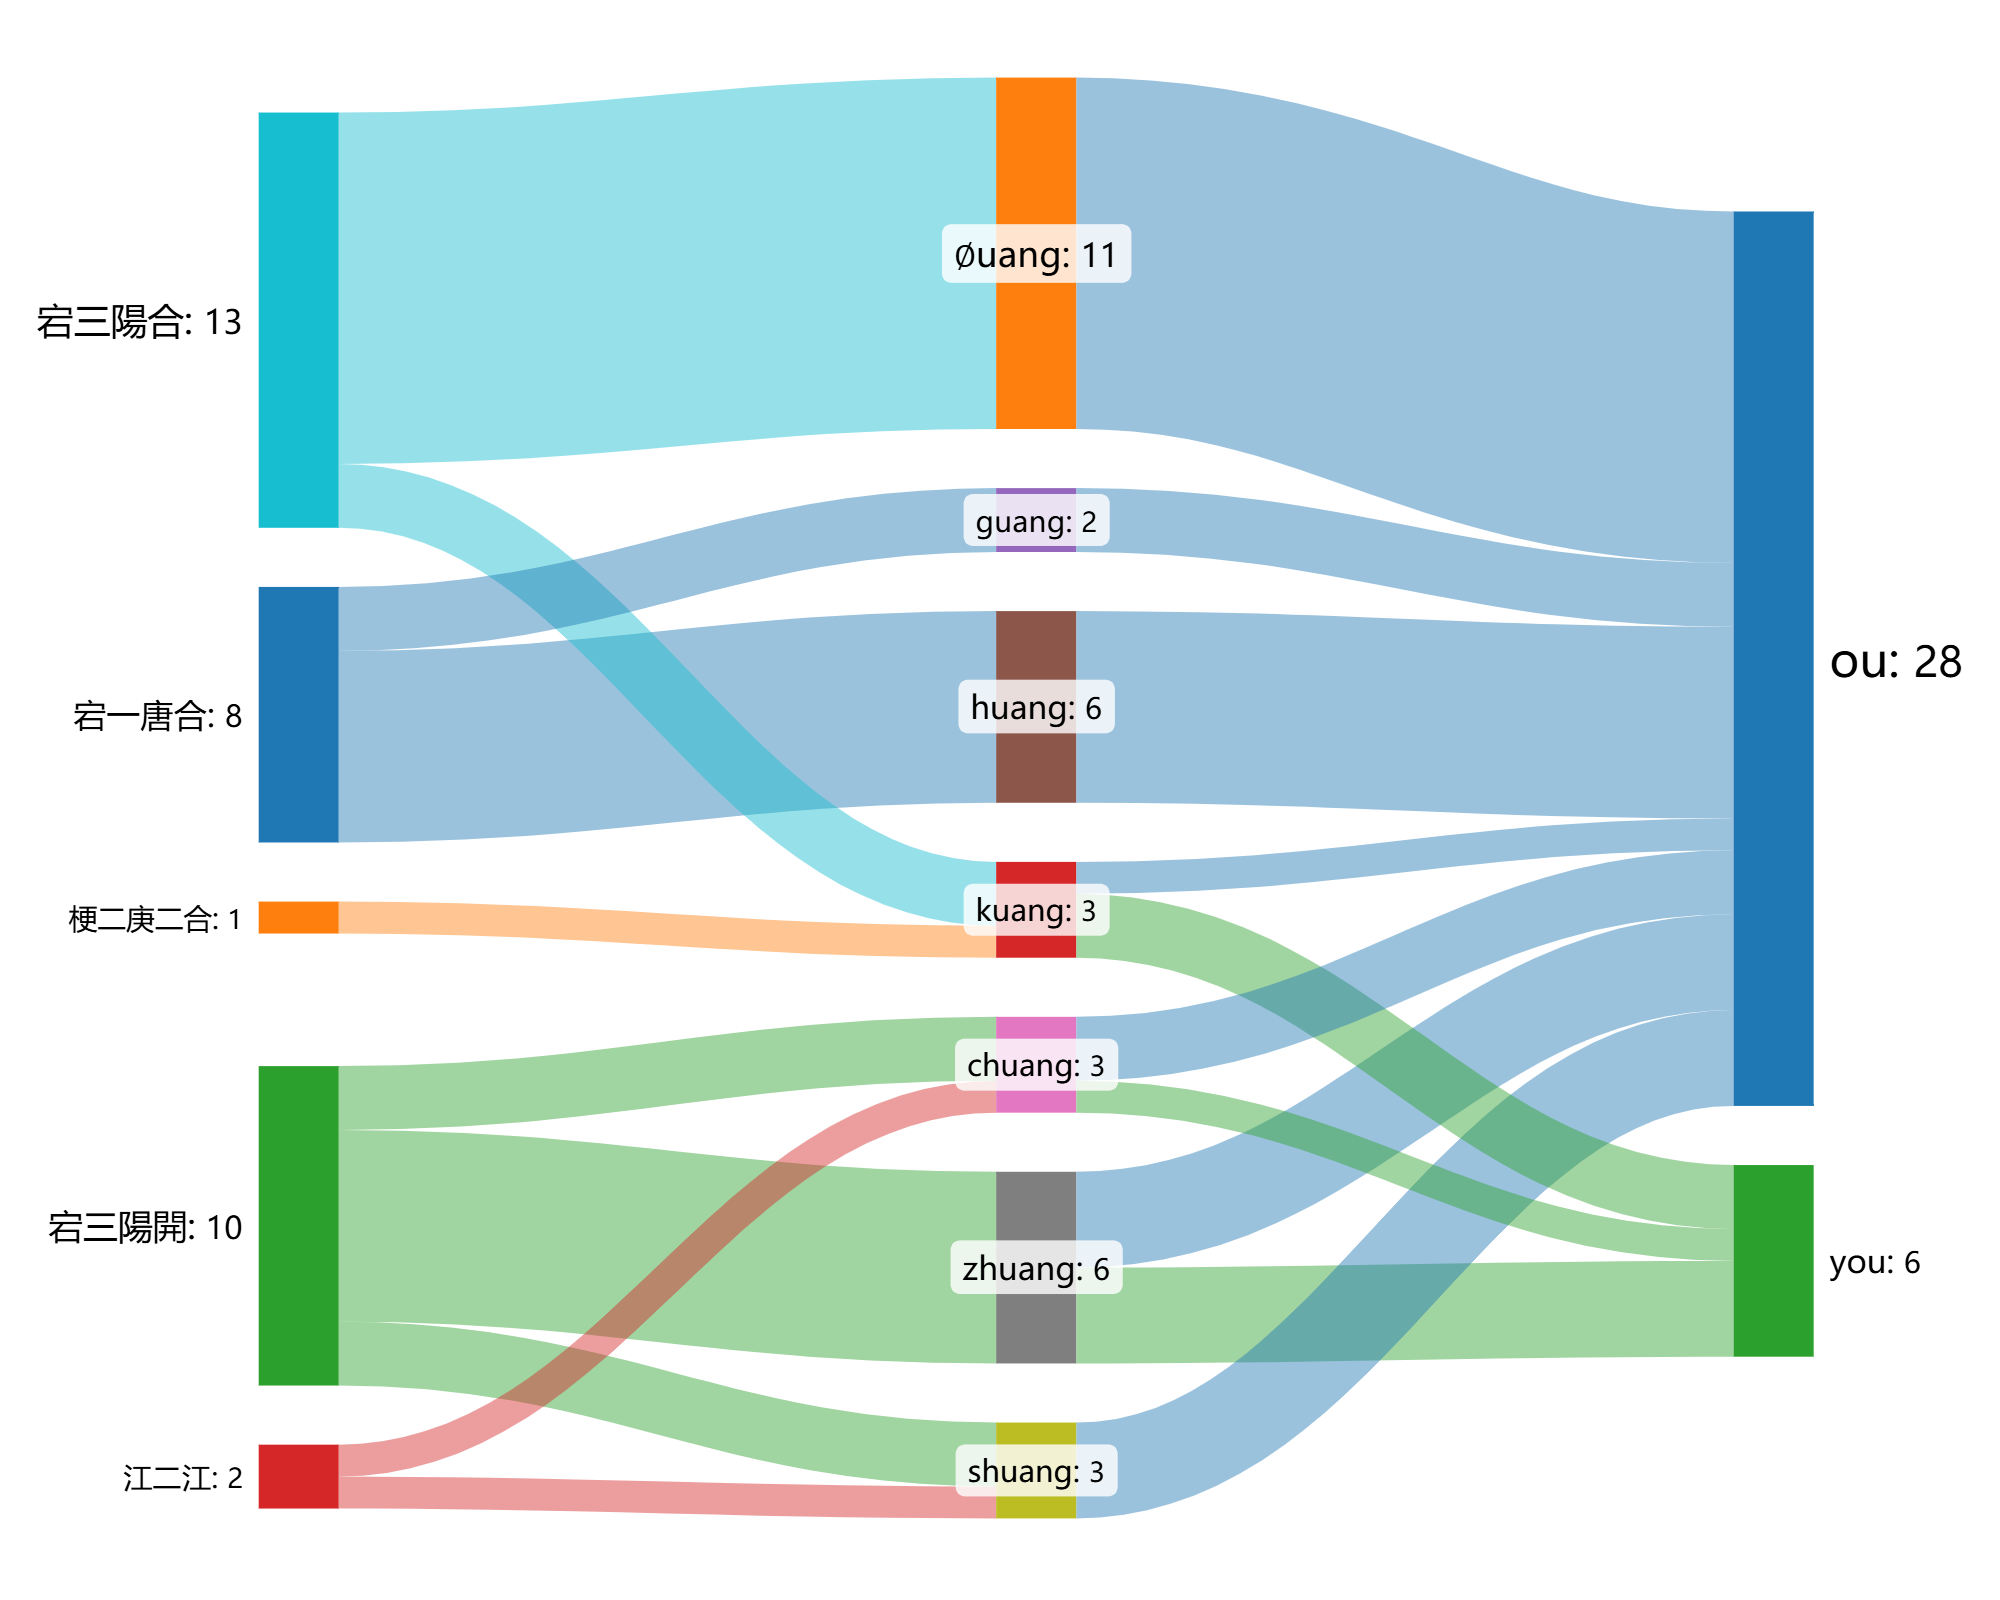 宕三陽合: 13
宕一唐合: 8
梗二庚二合: 1
宕三陽開: 10
江二江: 2
∅uang: 11
guang: 2
huang: 6
kuang: 3
chuang: 3
zhuang: 6
shuang: 3
ou: 28
you: 6